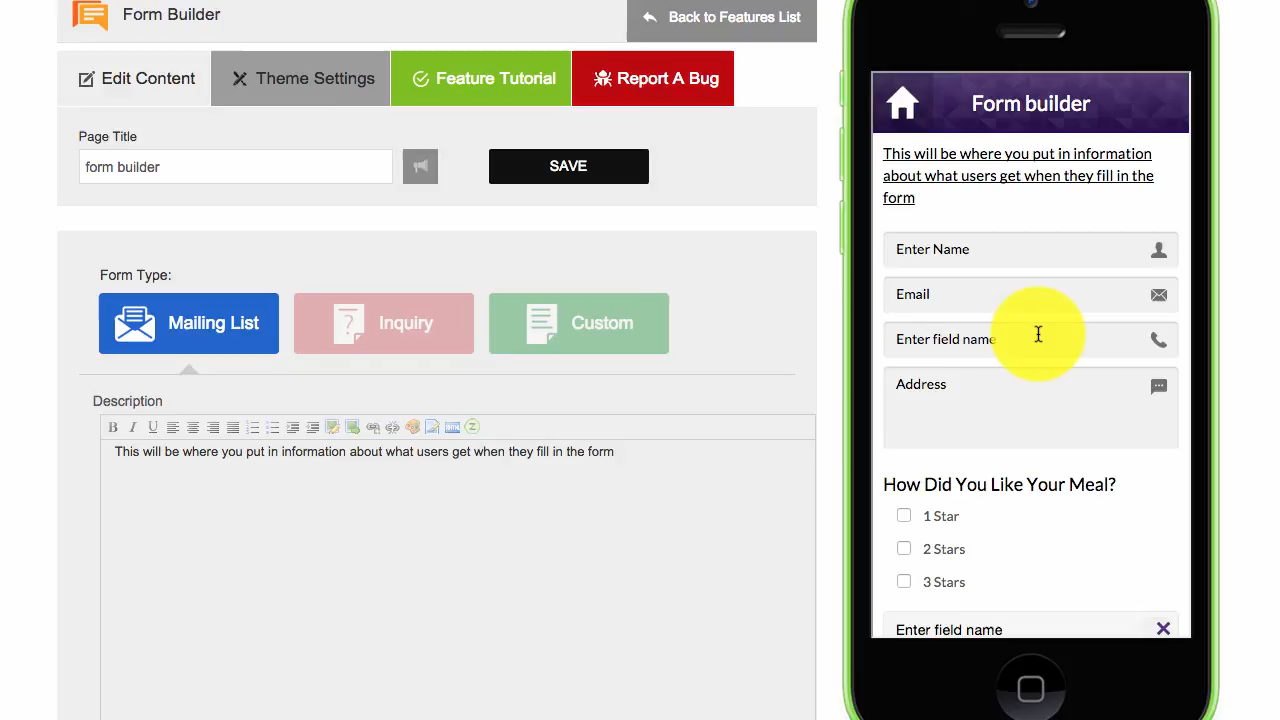 Form Builder
Back to Features List
Edit Content
Theme Settings
Feature Tutorial
Report A Bug
Page Title
form builder
SAVE
Form Type:
Mailing List
Inquiry
Custom
Description
B I U
This will be where you put in information about what users get when they fill in the form
Form builder
This will be where you put in information
about what users get when they fill in the
form
Enter Name
Email
Enter field name
Address
How Did You Like Your Meal?
1 Star
2 Stars
3 Stars
Enter field name